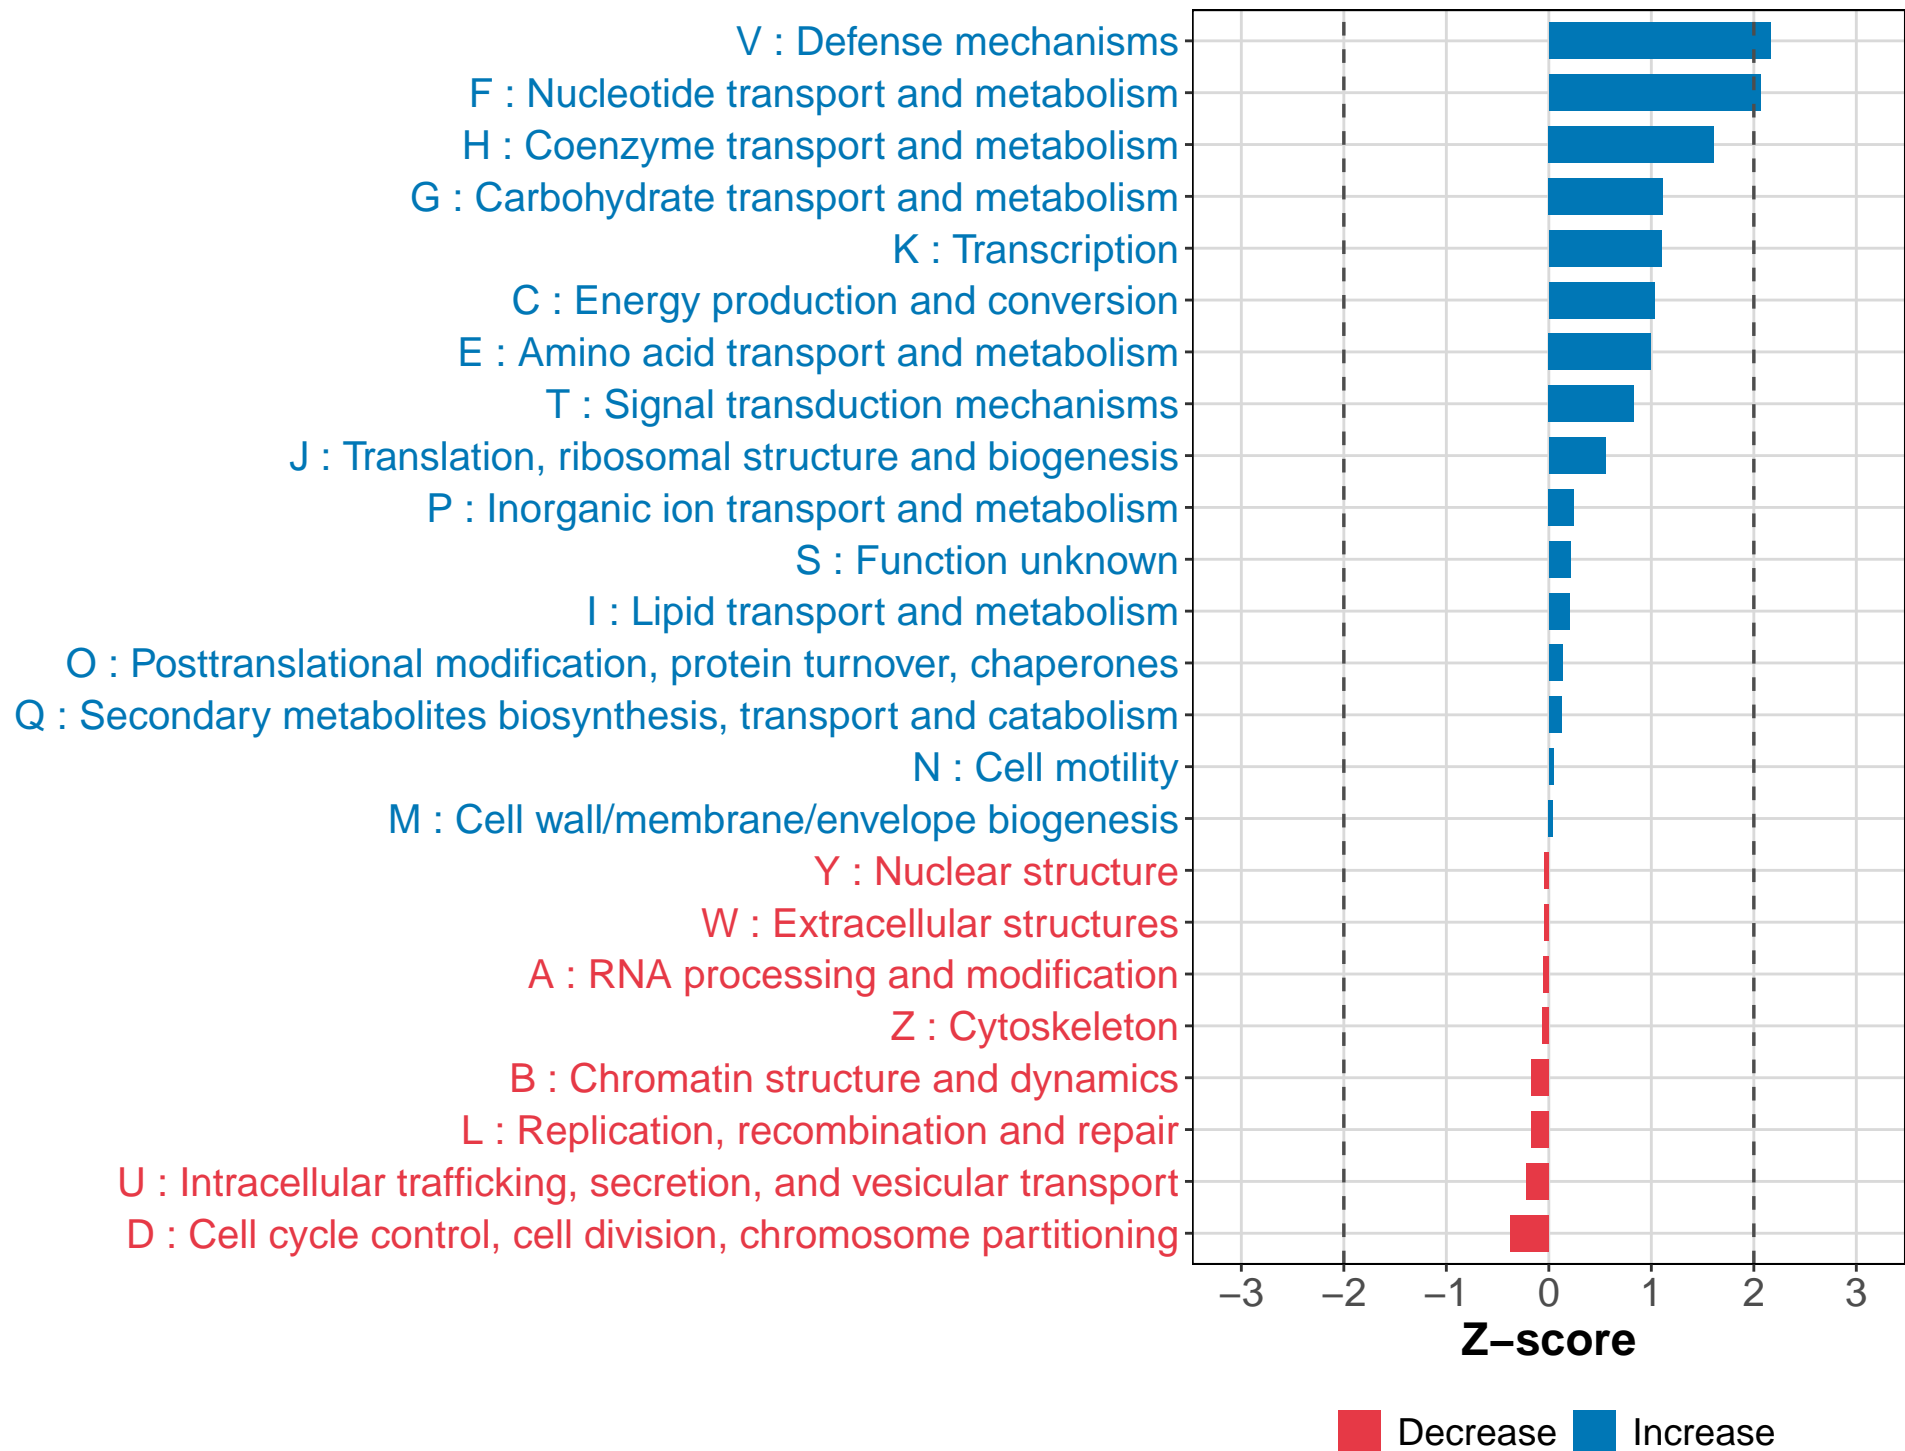 V : Defense mechanisms
F : Nucleotide transport and metabolism
H : Coenzyme transport and metabolism
G : Carbohydrate transport and metabolism
K : Transcription
C : Energy production and conversion
E : Amino acid transport and metabolism
T : Signal transduction mechanisms
J : Translation, ribosomal structure and biogenesis
P : Inorganic ion transport and metabolism
S : Function unknown
I : Lipid transport and metabolism
O : Posttranslational modification, protein turnover, chaperones
Q : Secondary metabolites biosynthesis, transport and catabolism
N : Cell motility
M : Cell wall/membrane/envelope biogenesis
Y : Nuclear structure
W : Extracellular structures
A : RNA processing and modification
Z : Cytoskeleton
B : Chromatin structure and dynamics
L : Replication, recombination and repair
U : Intracellular trafficking, secretion, and vesicular transport
D : Cell cycle control, cell division, chromosome partitioning
−3 −2 −1 0 1 2 3
Z−score
Decrease Increase